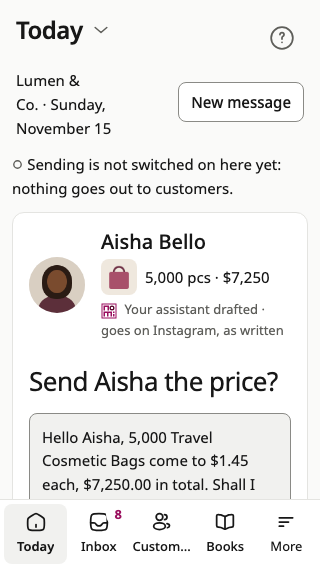 Today
Lumen &
Co. · Sunday,
November 15
New message
Sending is not switched on here yet:
nothing goes out to customers.
Aisha Bello
5,000 pcs · $7,250
Your assistant drafted ·
goes on Instagram, as written
Send Aisha the price?
Hello Aisha, 5,000 Travel
Cosmetic Bags come to $1.45
each, $7,250.00 in total. Shall I
8
Today Inbox Custom... Books More